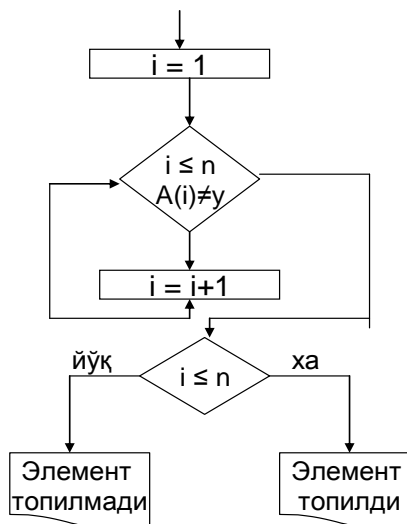 i = 1
i ≤ n
A(i)≠y
i = i+1
йўқ
i ≤ n
ха
Элемент
топилмади
Элемент
топилди